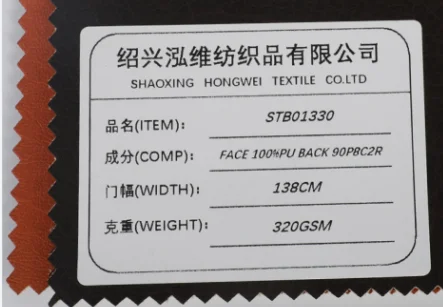 绍兴泓维纺织品有限公司
SHAOXING HONGWEI TEXTILE CO.LTD
品名(ITEM): STB01330
成分(COMP): FACE 100%PU BACK 90P8C2R
门幅(WIDTH): 138CM
克重(WEIGHT): 320GSM